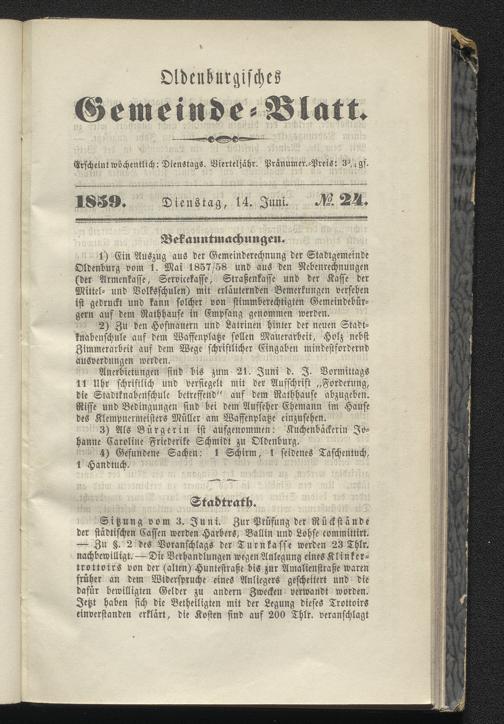 Oldenburgisches
Gemeinde-Blatt.
Erscheint wöchentlich: Dienstags. Vierteljähr. Pränumer.-Preis: 3¾ gſ.
1859. Dienstag, 14. Juni. № 24.
Bekanntmachungen.
1) Ein Auszug aus der Gemeinderechnung der Stadtgemeinde
Oldenburg vom 1. Mai 1857/58 und aus den Nebenrechnungen
(der Armenkasse, Servicekasse, Straßenkasse und der Kasse der
Mittel- und Volksschulen) mit erläuternden Bemerkungen versehen
ist gedruckt und kann solcher von stimmberechtigten Gemeindebür-
gern auf dem Rathhause in Empfang genommen werden.
2) Zu den Hofmauern und Latrinen hinter der neuen Stadt-
knabenschule auf dem Waffenplatze sollen Mauerarbeit, Holz nebst
Zimmerarbeit auf dem Wege schriftlicher Eingaben mindestfordernd
ausverdungen werden.
Anerbietungen sind bis zum 21. Juni d. J. Vormittags
11 Uhr schriftlich und versiegelt mit der Aufschrift „Forderung,
die Stadtknabenschule betreffend“ auf dem Rathhause abzugeben.
Risse und Bedingungen sind bei dem Aufseher Ehemann im Hause
des Klempnermeisters Müller am Waffenplatze einzusehen.
3) Als Bürgerin ist aufgenommen: Kuchenbäckerin Jo-
hanne Caroline Friederike Schmidt zu Oldenburg.
4) Gefundene Sachen: 1 Schirm, 1 seidenes Taschentuch,
1 Handtuch.
Stadtrath.
Sitzung vom 3. Juni. Zur Prüfung der Rückstände
der städtischen Cassen werden Harbers, Ballin und Lohse committirt.
— Zu §. 2 des Voranschlags der Turnkasse werden 23 Thlr.
nachbewilligt. — Die Verhandlungen wegen Anlegung eines Klinker-
trottoirs von der (alten) Huntestraße bis zur Amalienstraße waren
früher an dem Widerspruche eines Anliegers gescheitert und die
dafür bewilligten Gelder zu andern Zwecken verwandt worden.
Jetzt haben sich die Betheiligten mit der Legung dieses Trottoirs
einverstanden erklärt, die Kosten sind auf 200 Thlr. veranschlagt